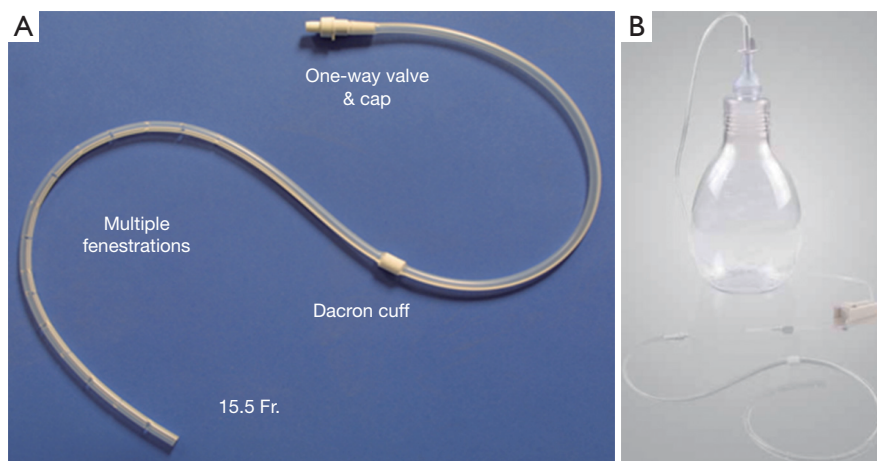 A
One-way valve
& cap
Multiple
fenestrations
Dacron cuff
15.5 Fr.
B